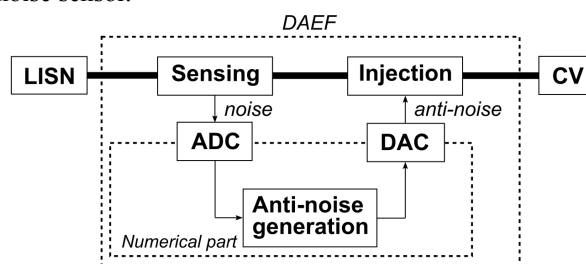 noise sensor.
DAEF
LISN
Sensing
Injection
CV
noise
anti-noise
ADC
DAC
Anti-noise
generation
Numerical part